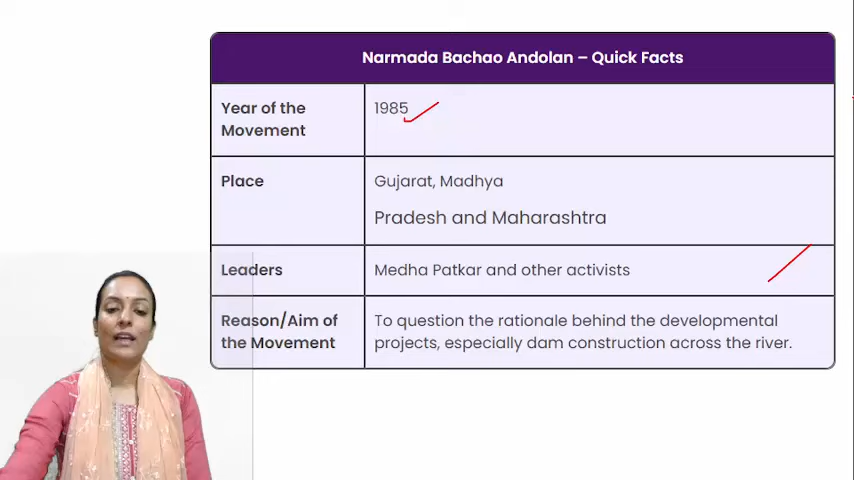 Narmada Bachao Andolan – Quick Facts
Year of the
Movement
1985
Place
Gujarat, Madhya
Pradesh and Maharashtra
Leaders
Medha Patkar and other activists
Reason/Aim of
the Movement
To question the rationale behind the developmental
projects, especially dam construction across the river.